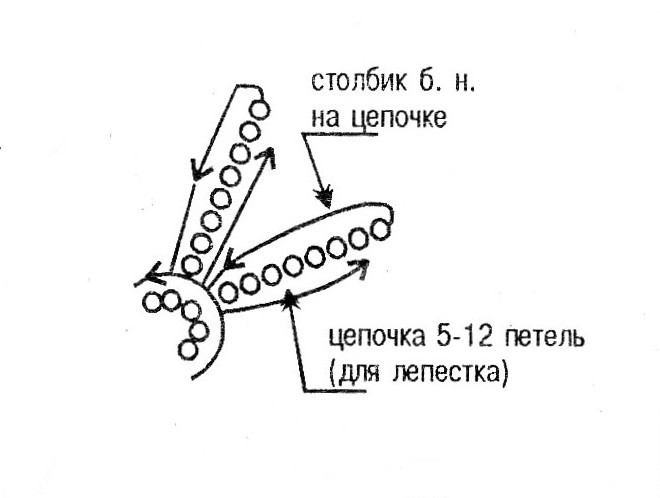 столбик б. н.
на цепочке
цепочка 5-12 петель
(для лепестка)